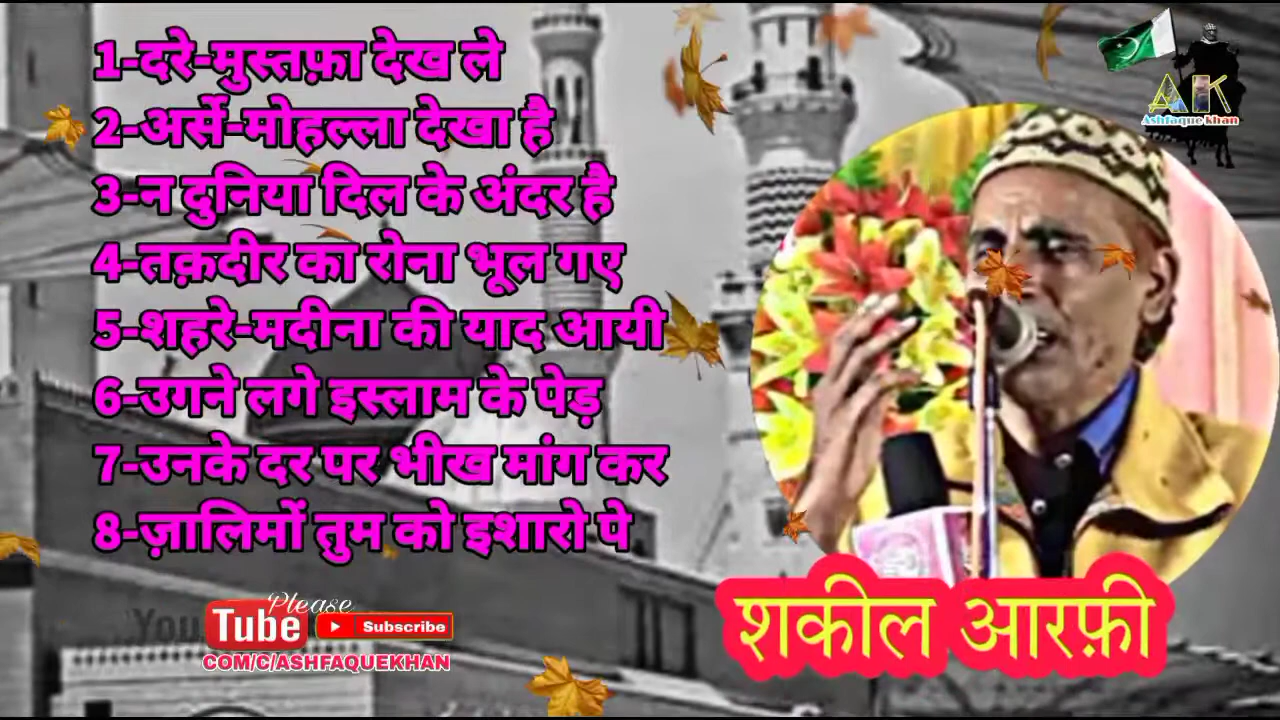 1-दरे-मुस्तफ़ा देख ले
2-अर्से-मोहल्ला देखा है
3-न दुनिया दिल के अंदर है
4-तक़दीर का रोना भूल गए
5-शहरे-मदीना की याद आयी
6-उगने लगे इस्लाम के पेड़
7-उनके दर पर भीख मांग कर
8-ज़ालिमों तुम को इशारो पे
AK
Ashfaque Khan
शकील आरफ़ी
Please
YouTube Subscribe
COM/C/ASHFAQUEKHAN